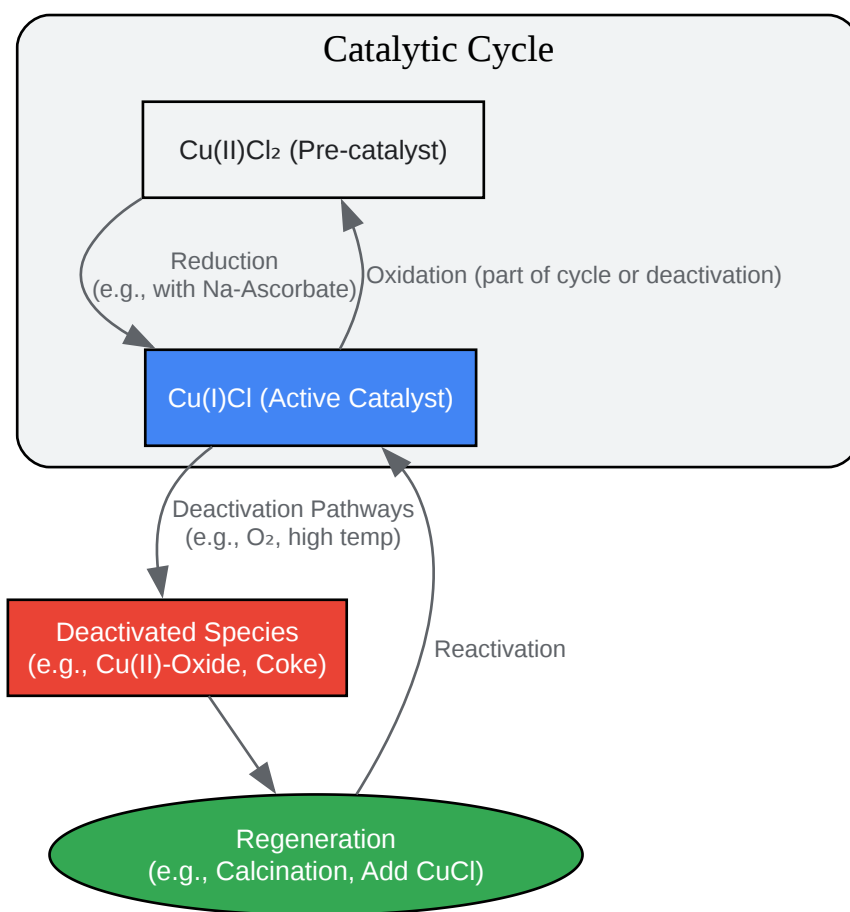 Catalytic Cycle
Cu(II)Cl₂ (Pre-catalyst)
Reduction
(e.g., with Na-Ascorbate)
Oxidation (part of cycle or deactivation)
Cu(I)Cl (Active Catalyst)
Deactivation Pathways
(e.g., O₂, high temp)
Deactivated Species
(e.g., Cu(II)-Oxide, Coke)
Reactivation
Regeneration
(e.g., Calcination, Add CuCl)